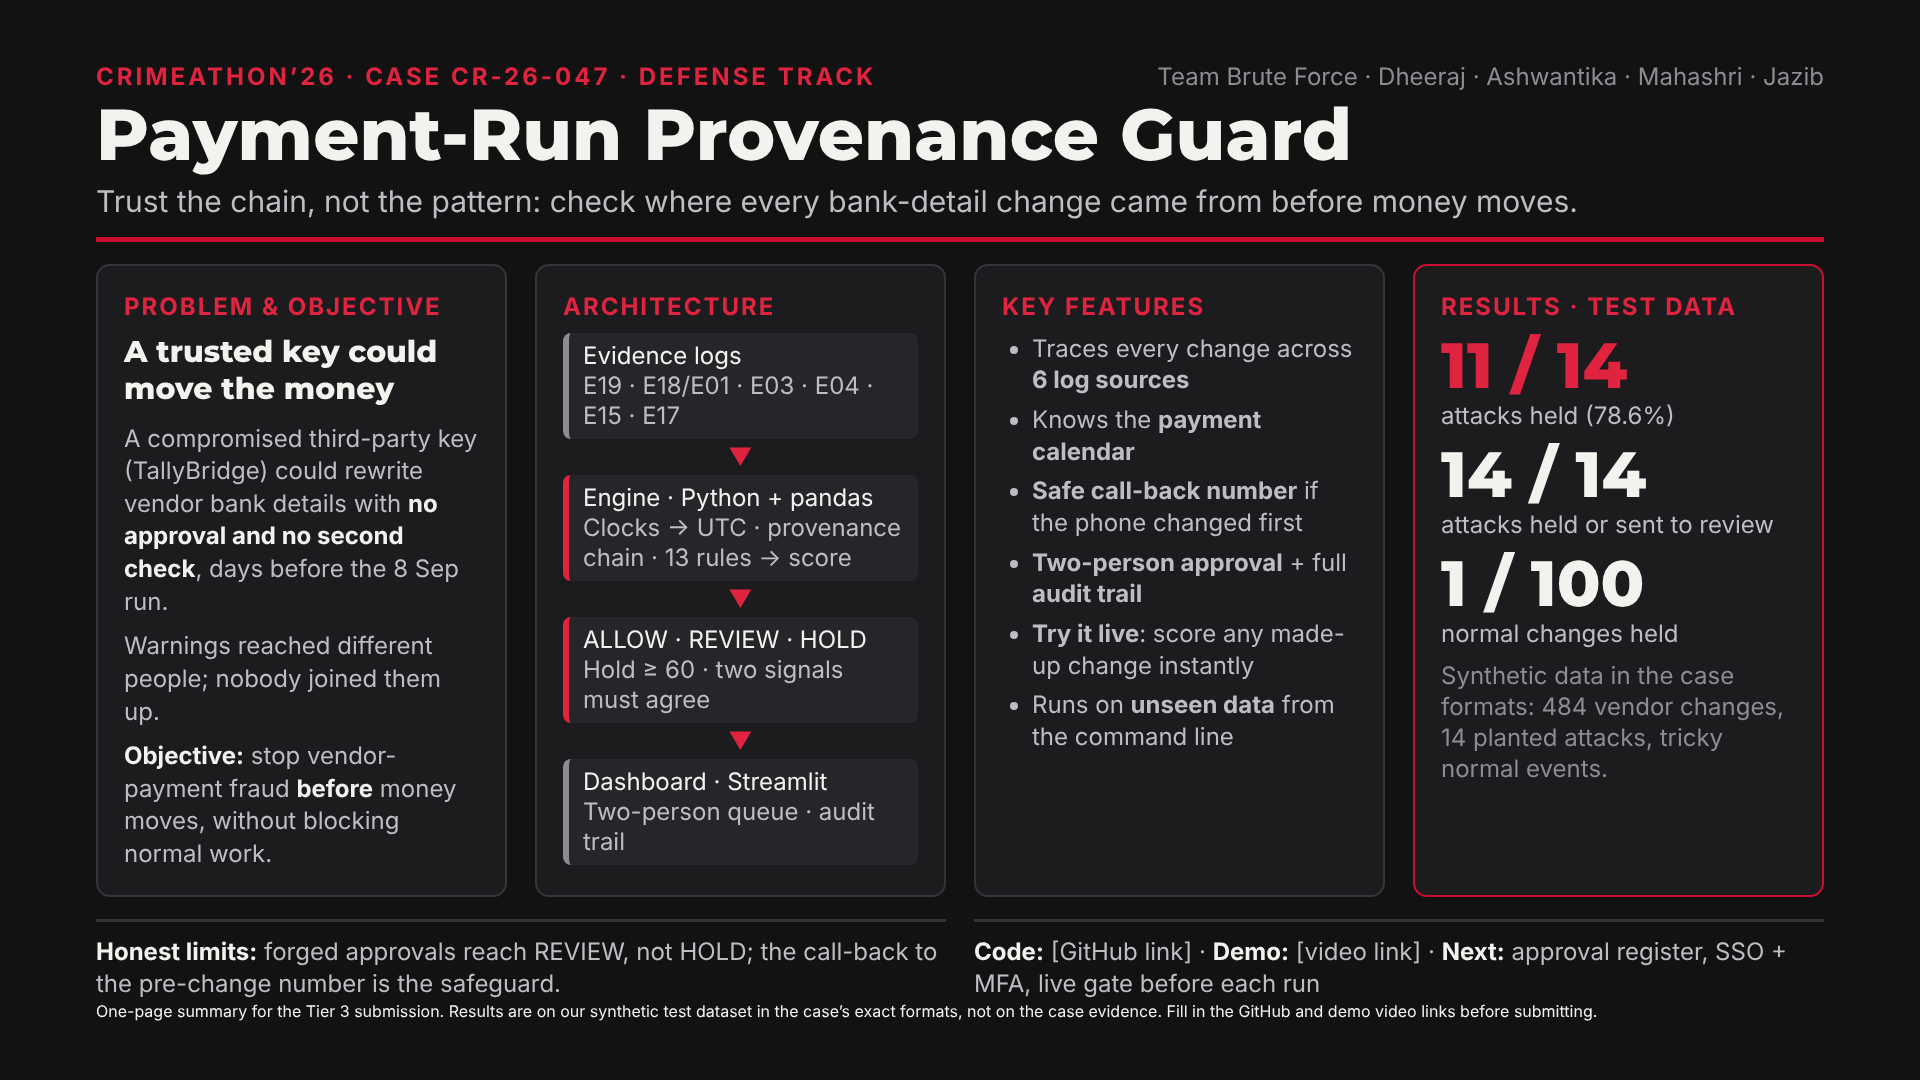 CRIMEATHON’26 · CASE CR-26-047 · DEFENSE TRACK
Team Brute Force · Dheeraj · Ashwantika · Mahashri · Jazib
Payment-Run Provenance Guard
Trust the chain, not the pattern: check where every bank-detail change came from before money moves.
PROBLEM & OBJECTIVE
A trusted key could
move the money
A compromised third-party key
(TallyBridge) could rewrite
vendor bank details with no
approval and no second
check, days before the 8 Sep
run.
Warnings reached different
people; nobody joined them
up.
Objective: stop vendor-
payment fraud before money
moves, without blocking
normal work.
ARCHITECTURE
Evidence logs
E19 · E18/E01 · E03 · E04 ·
E15 · E17
▼
Engine · Python + pandas
Clocks → UTC · provenance
chain · 13 rules → score
▼
ALLOW · REVIEW · HOLD
Hold ≥ 60 · two signals
must agree
▼
Dashboard · Streamlit
Two-person queue · audit
trail
KEY FEATURES
• Traces every change across
6 log sources
• Knows the payment
calendar
• Safe call-back number if
the phone changed first
• Two-person approval + full
audit trail
• Try it live: score any made-
up change instantly
• Runs on unseen data from
the command line
RESULTS · TEST DATA
11 / 14
attacks held (78.6%)
14 / 14
attacks held or sent to review
1 / 100
normal changes held
Synthetic data in the case
formats: 484 vendor changes,
14 planted attacks, tricky
normal events.
Honest limits: forged approvals reach REVIEW, not HOLD; the call-back to
the pre-change number is the safeguard.
Code: [GitHub link] · Demo: [video link] · Next: approval register, SSO +
MFA, live gate before each run
One-page summary for the Tier 3 submission. Results are on our synthetic test dataset in the case’s exact formats, not on the case evidence. Fill in the GitHub and demo video links before submitting.